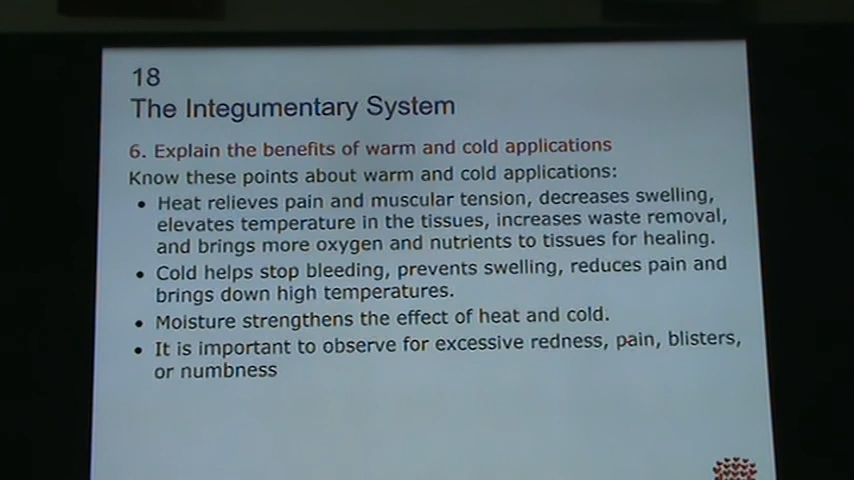 18
The Integumentary System
6. Explain the benefits of warm and cold applications
Know these points about warm and cold applications:
• Heat relieves pain and muscular tension, decreases swelling,
elevates temperature in the tissues, increases waste removal,
and brings more oxygen and nutrients to tissues for healing.
• Cold helps stop bleeding, prevents swelling, reduces pain and
brings down high temperatures.
• Moisture strengthens the effect of heat and cold.
• It is important to observe for excessive redness, pain, blisters,
or numbness